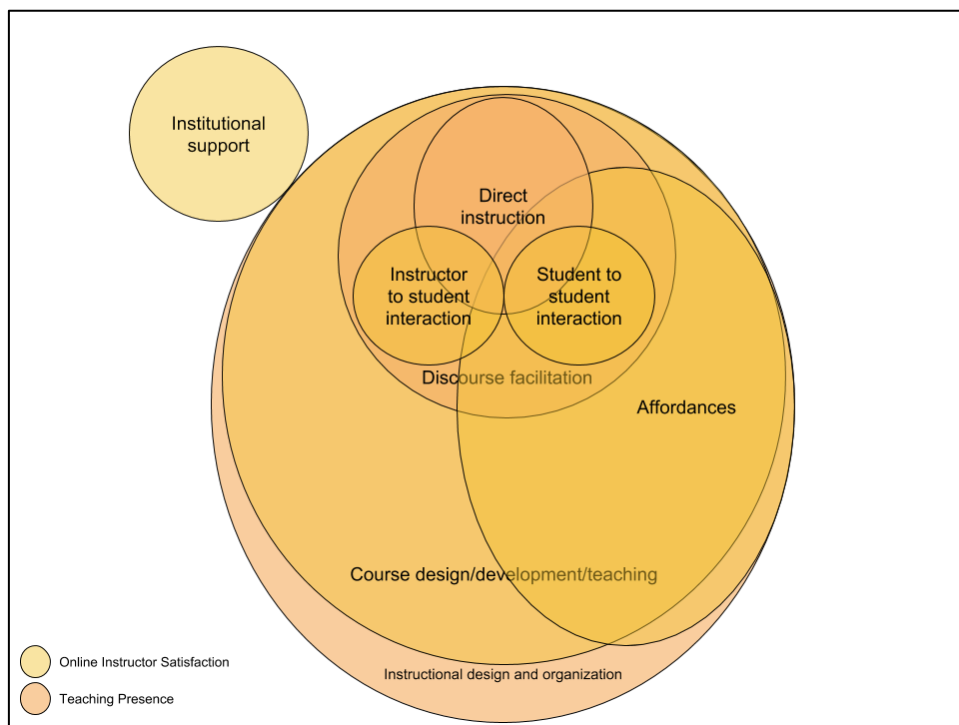 Institutional
support
Direct
instruction
Instructor
to student
interaction
Student to
student
interaction
Discourse facilitation
Affordances
Course design/development/teaching
Instructional design and organization
Online Instructor Satisfaction
Teaching Presence